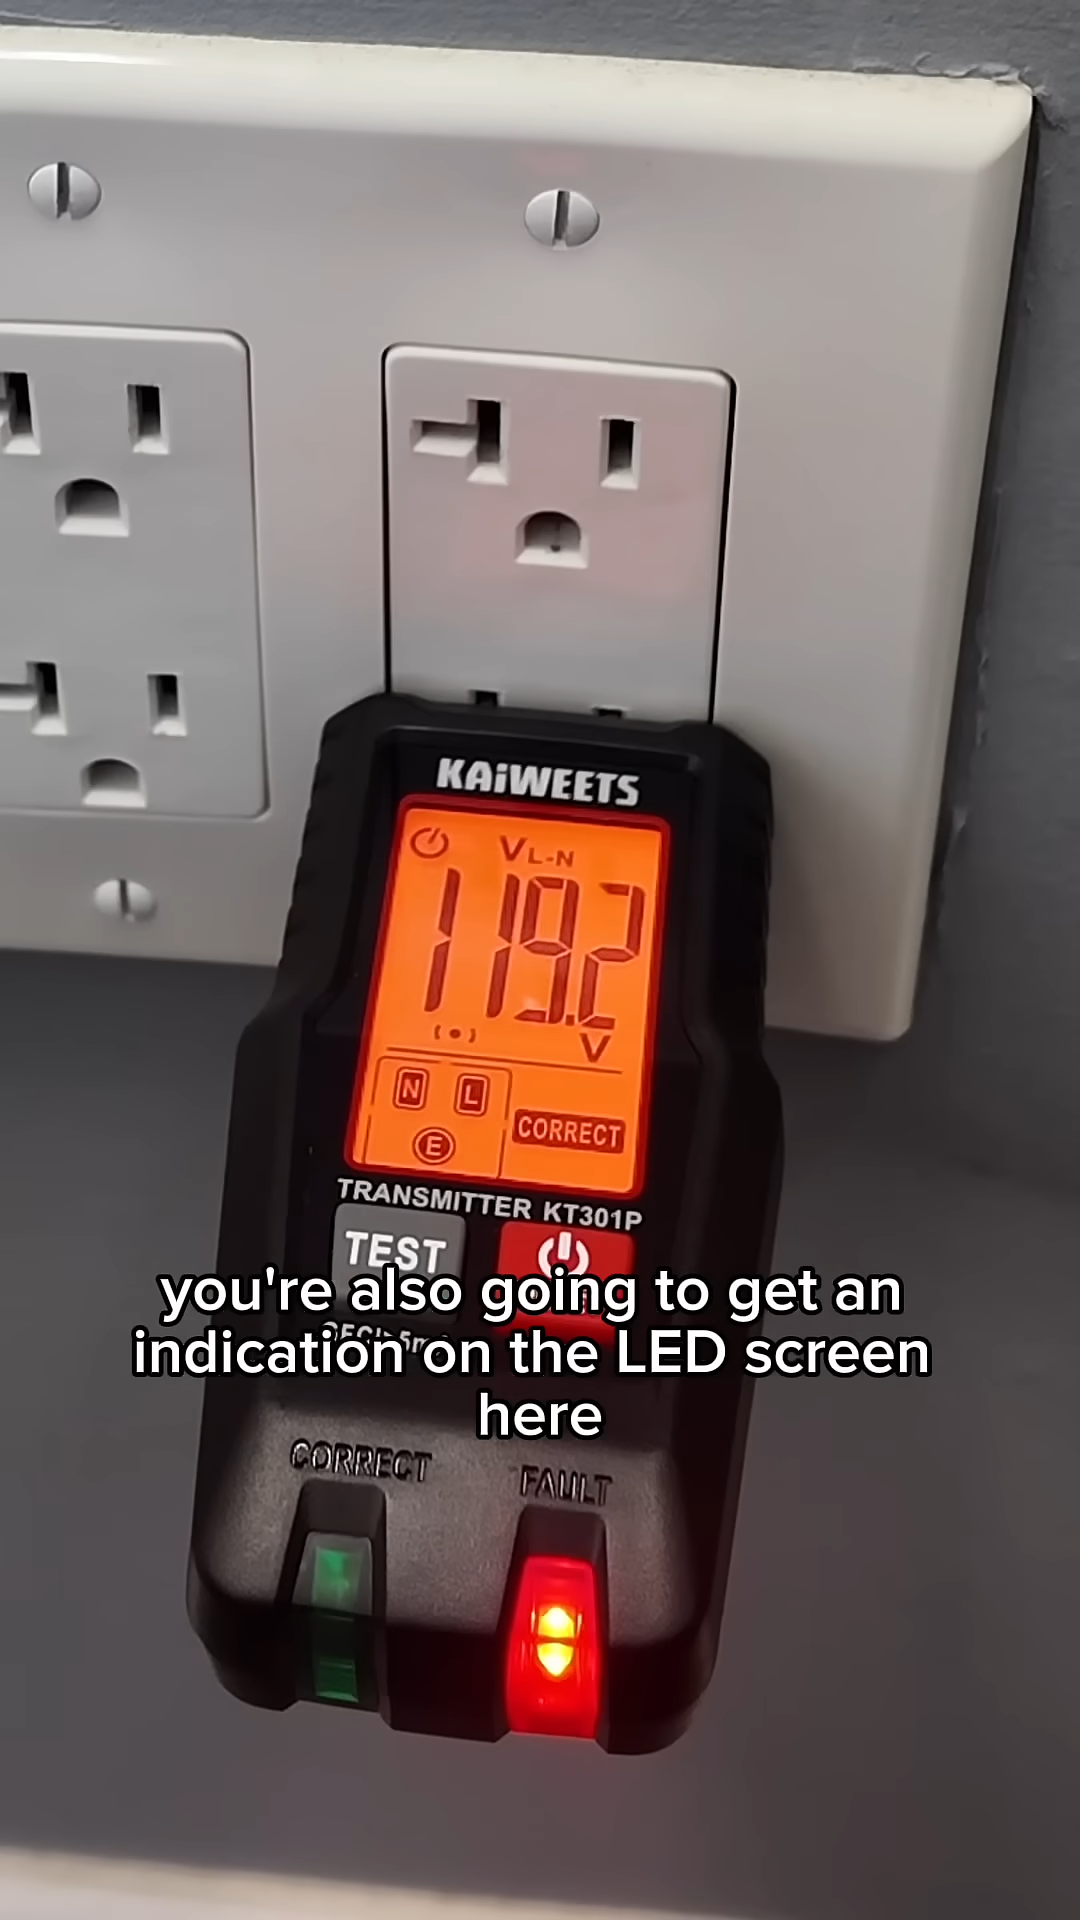 KAiWEETS
V L-N
119.2
V
N L
E
CORRECT
TRANSMITTER KT301P
TEST
you're also going to get an
indication on the LED screen
here
CORRECT
FAULT